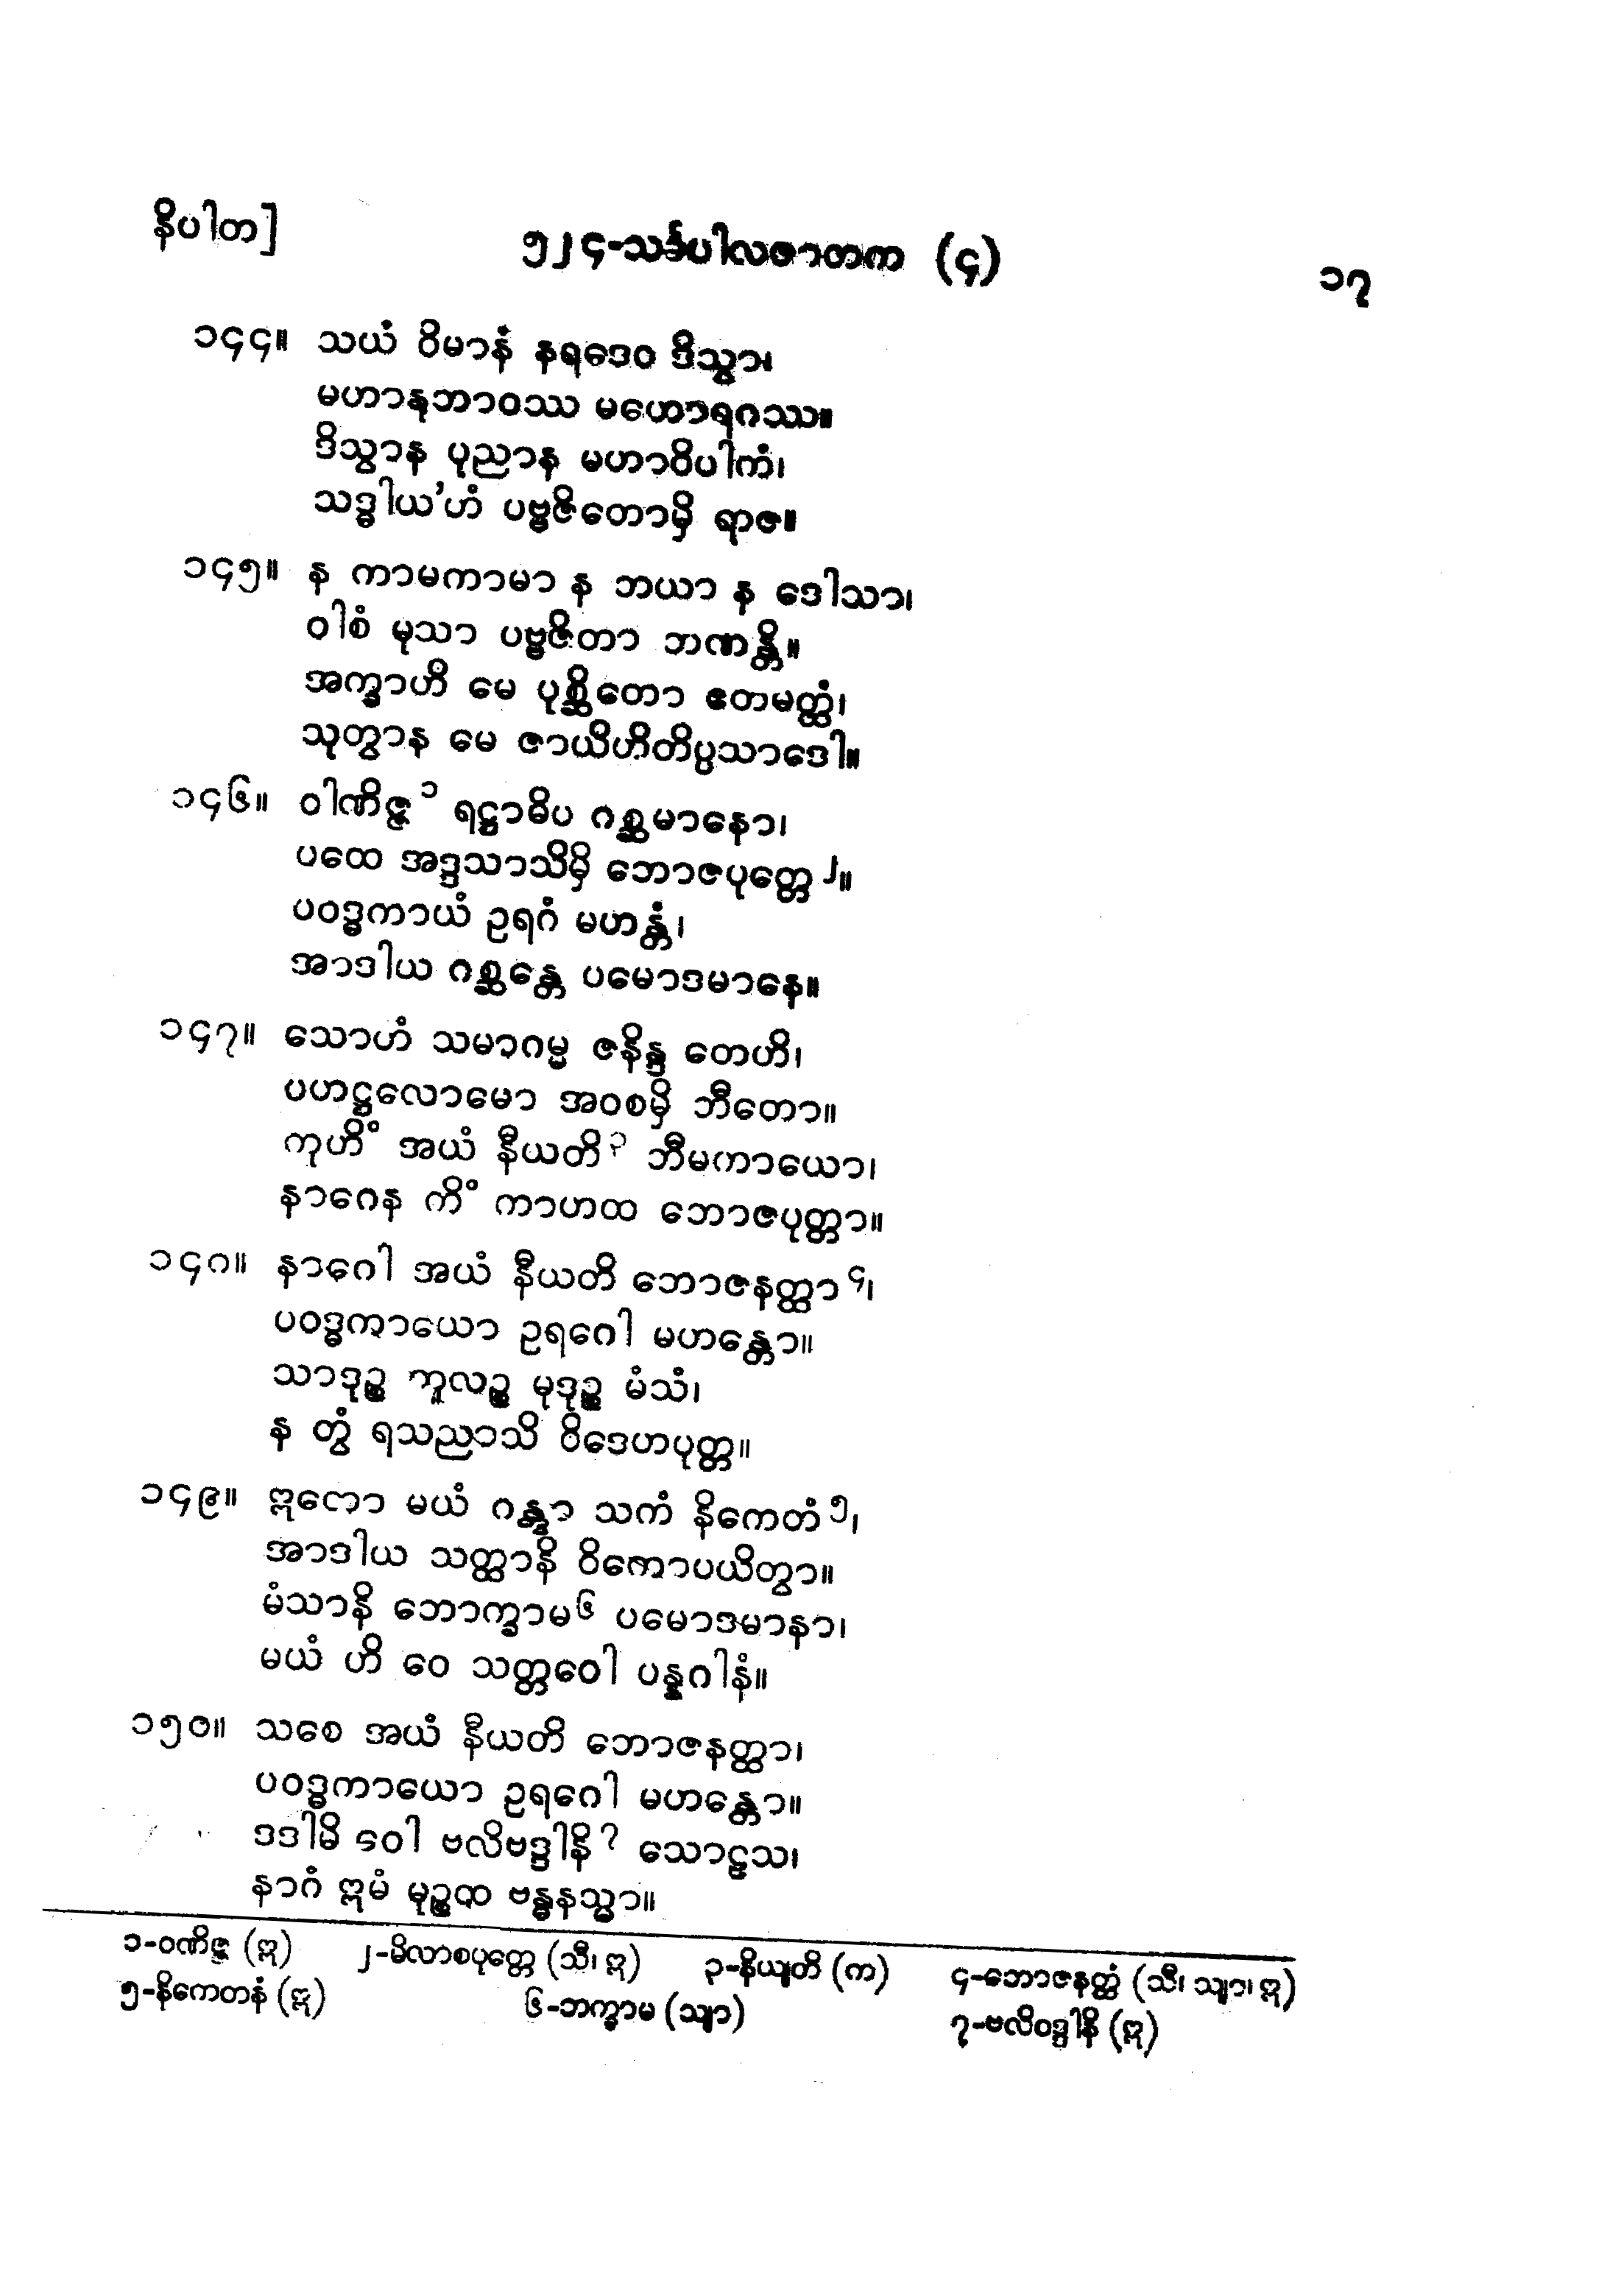 နိပါတ]
၅၂၄-သင်္ခပါလဇာတက (၄)
၁၇
၁၄၄။ သယံ ဝိမာနံ နရဒေဝ ဒိသွာ၊
မဟာနုဘာဝဿ မဟောရဂဿ။
ဒိသွာန ပုညာန မဟာဝိပါကံ၊
သဒ္ဓါယ’ဟံ ပဗ္ဗဇိတောမှိ ရာဇ။
၁၄၅။ န ကာမကာမာ န ဘယာ န ဒေါသာ၊
ဝါစံ မုသာ ပဗ္ဗဇိတာ ဘဏန္တိ။
အက္ခာဟိ မေ ပုစ္ဆိတော ဧတမတ္ထံ၊
သုတွာန မေ ဇာယိဟိတိပ္ပသာဒေါ။
၁၄၆။ ဝါဏိဇ္ဇ ၁ ရဋ္ဌာဓိပ ဂစ္ဆမာနော၊
ပထေ အဒ္ဒသာသိမှိ ဘောဇပုတ္တေ ၂။
ပဝဒ္ဓကာယံ ဥရဂံ မဟန္တံ၊
အာဒါယ ဂစ္ဆန္တေ ပမောဒမာနေ။
၁၄၇။ သောဟံ သမာဂမ္မ ဇနိန္ဒ တေဟိ၊
ပဟဋ္ဌလောမော အဝစမှိ ဘီတော။
ကုဟိံ အယံ နီယတိ ၃ ဘီမကာယော၊
နာဂေန ကိံ ကာဟထ ဘောဇပုတ္တာ။
၁၄၈။ နာဂေါ အယံ နီယတိ ဘောဇနတ္ထာ ၄၊
ပဝဒ္ဓကာယော ဥရဂေါ မဟန္တော။
သာဒုဉ္စ ထူလဉ္စ မုဒုဉ္စ မံသံ၊
န တွံ ရသညာသိ ဝိဒေဟပုတ္တ။
၁၄၉။ ဣတော မယံ ဂန္တွာ သကံ နိကေတံ ၅၊
အာဒါယ သတ္ထာနိ ဝိကောပယိတွာ။
မံသာနိ ဘောက္ခာမ ၆ ပမောဒမာနာ၊
မယံ ဟိ ဝေ သတ္တဝေါ ပန္နဂါနံ။
၁၅၀။ သစေ အယံ နီယတိ ဘောဇနတ္ထာ၊
ပဝဒ္ဓကာယော ဥရဂေါ မဟန္တော။
ဒဒါမိ ဝေါ ဗလိဗဒ္ဒါနိ ၇ သောဠသ၊
နာဂံ ဣမံ မုဉ္စထ ဗန္ဓနသ္မာ။
၁-ဝဏိဇ္ဇ (ဣ) ၂-မိလာစပုတ္တေ (သီ၊ ဣ) ၃-နိယျတိ (က) ၄-ဘောဇနတ္ထံ (သီ၊ သျာ၊ ဣ)
၅-နိကေတနံ (ဣ) ၆-ဘက္ခာမ (သျာ) ၇-ဗလိဝဒ္ဒါနိ (ဣ)